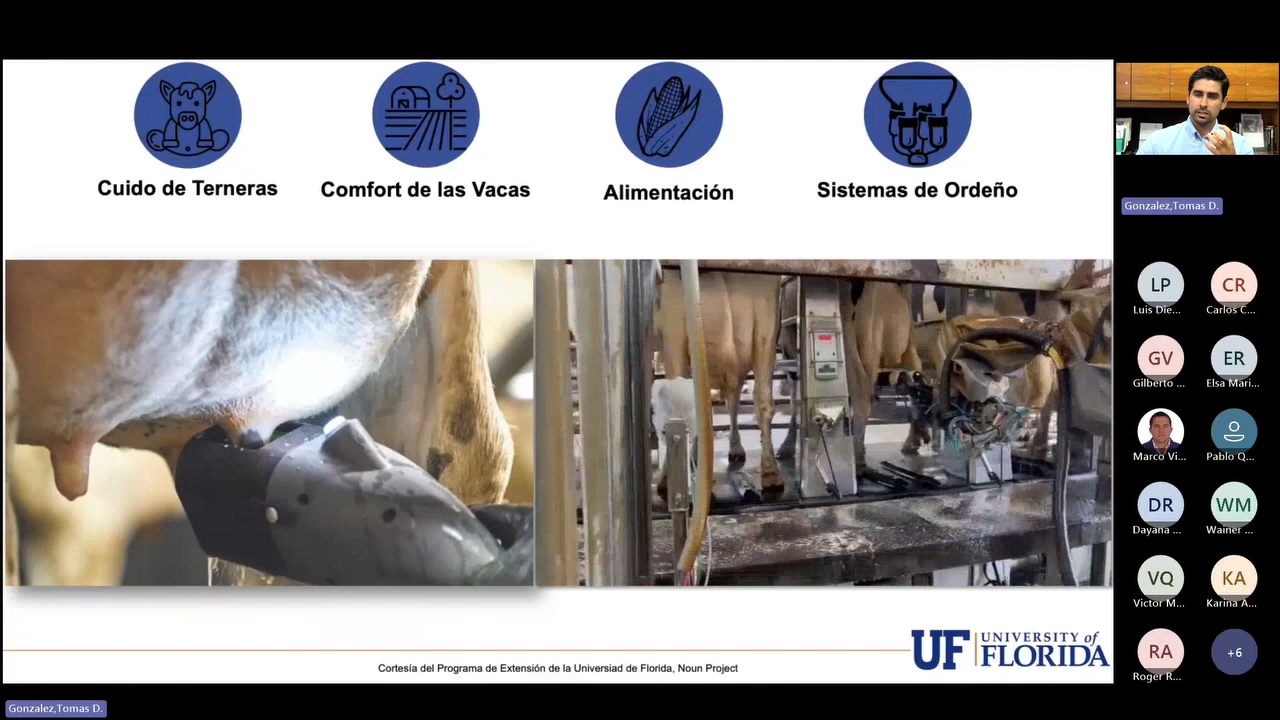 Cuido de Terneras
Comfort de las Vacas
Alimentación
Sistemas de Ordeño
Cortesía del Programa de Extensión de la Universiad de Florida, Noun Project
UF UNIVERSITY of
FLORIDA
Gonzalez,Tomas D.
LP
Luis Die...
CR
Carlos C...
GV
Gilberto ...
ER
Elsa Mari...
Marco Vi...
Pablo Q...
DR
Dayana ...
WM
Wainer ...
VQ
Victor M...
KA
Karina A...
RA
Roger R...
+6
Gonzalez,Tomas D.